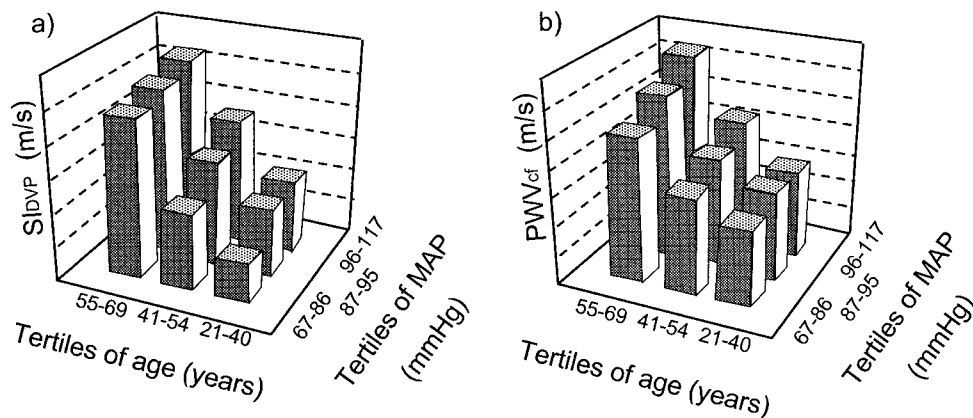 a)
SIDVP (m/s)
55-69 41-54 21-40
Tertiles of age (years)
67-86
87-95
96-117
Tertiles of MAP
(mmHg)
b)
PWVcf (m/s)
55-69 41-54 21-40
Tertiles of age (years)
67-86
87-95
96-117
Tertiles of MAP
(mmHg)